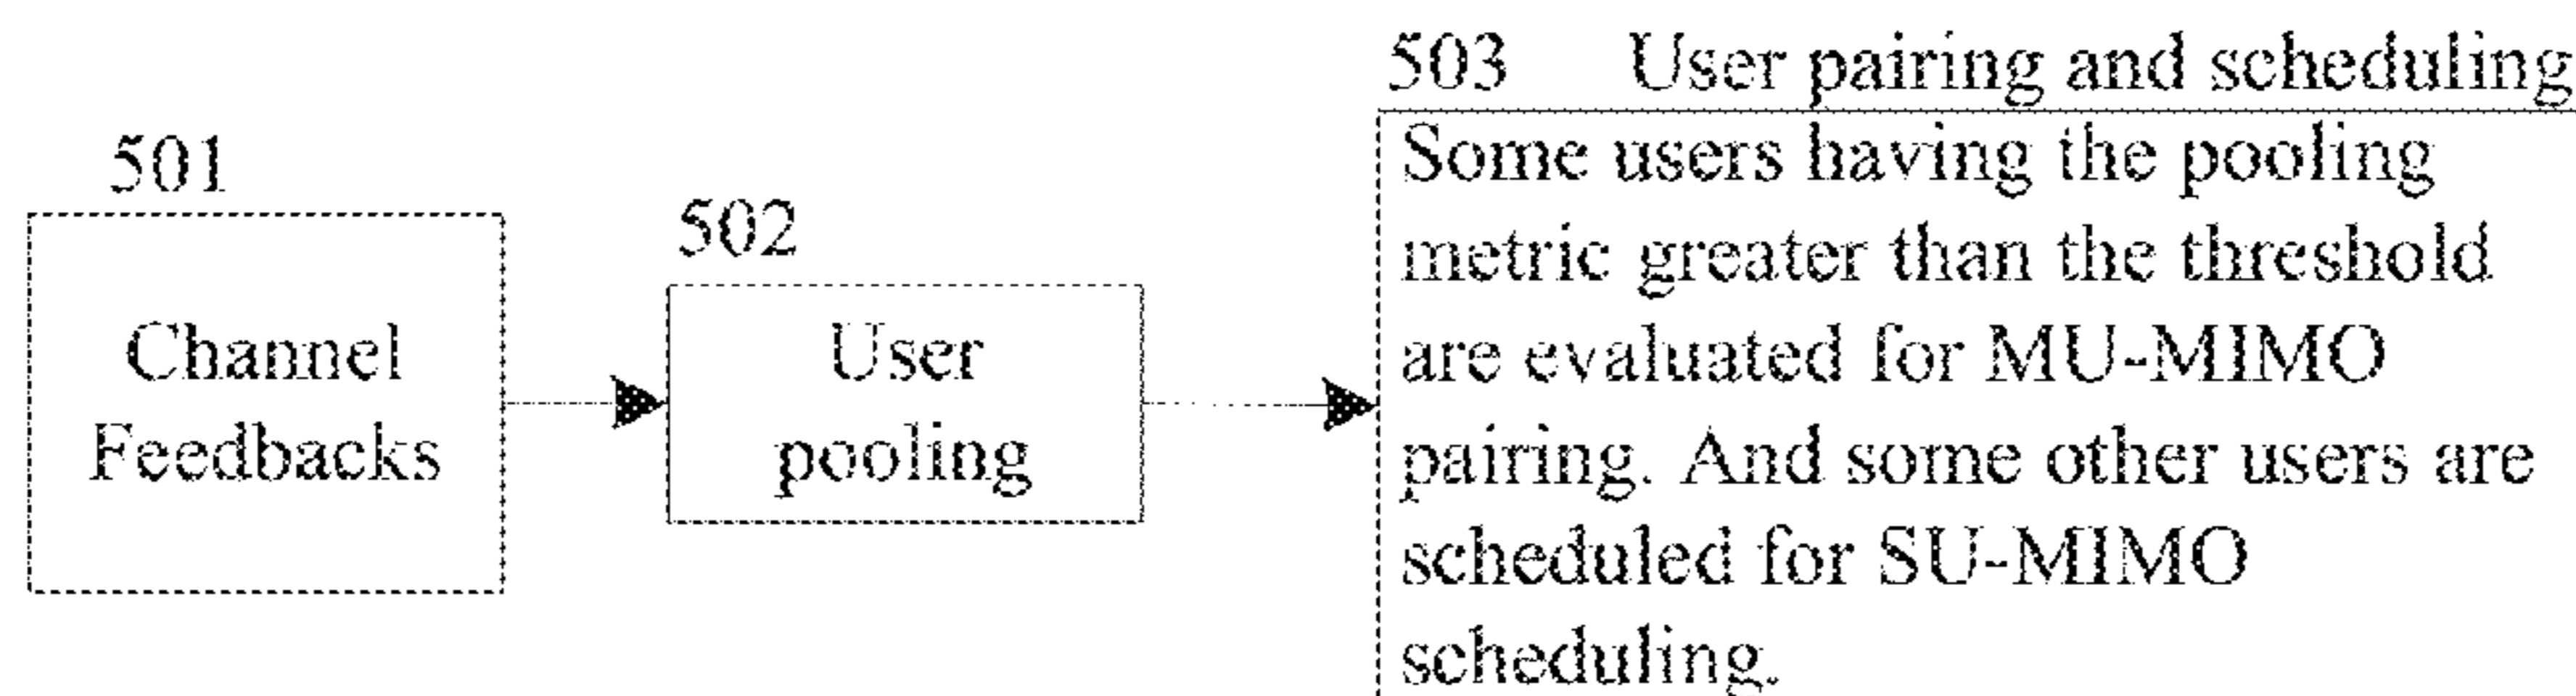 501
Channel
Feedbacks
502
User
pooling
503 User pairing and scheduling
Some users having the pooling
metric greater than the threshold
are evaluated for MU-MIMO
pairing. And some other users are
scheduled for SU-MIMO
scheduling.